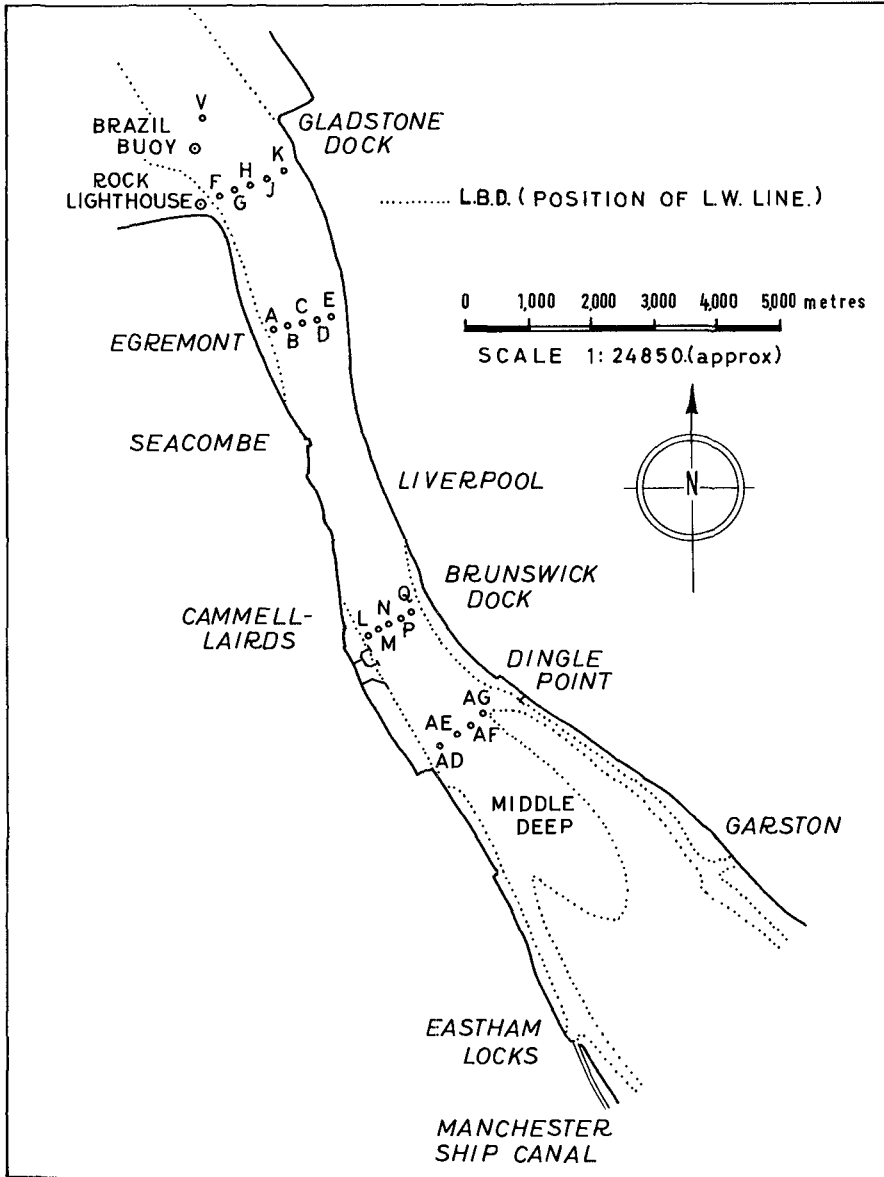 V
BRAZIL
BUOY
GLADSTONE
DOCK
K
H
J
F
G
ROCK
LIGHTHOUSE
L.B.D. (POSITION OF L.W. LINE.)
0 1,000 2,000 3,000 4,000 5,000 metres
SCALE 1: 24850.(approx)
A
B
C
D
E
EGREMONT
SEACOMBE
N
LIVERPOOL
BRUNSWICK
DOCK
CAMMELL-
LAIRDS
L
M
N
P
Q
DINGLE
POINT
AG
AE
AF
AD
MIDDLE
DEEP
GARSTON
EASTHAM
LOCKS
MANCHESTER
SHIP CANAL